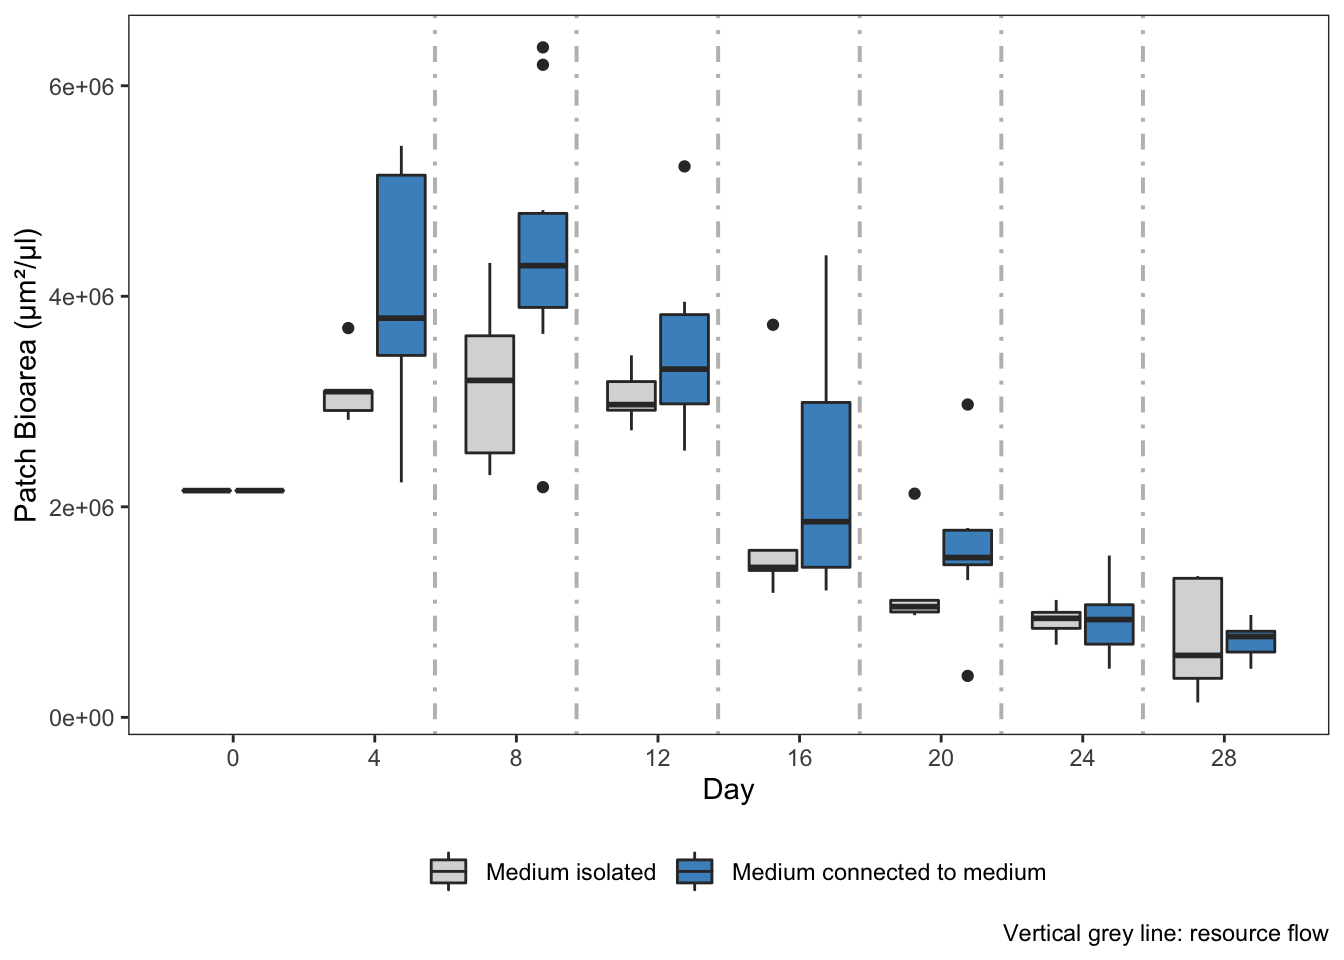 6e+06
4e+06
2e+06
0e+00
Patch Bioarea (μm²/μl)
0 4 8 12 16 20 24 28
Day
Medium isolated Medium connected to medium
Vertical grey line: resource flow